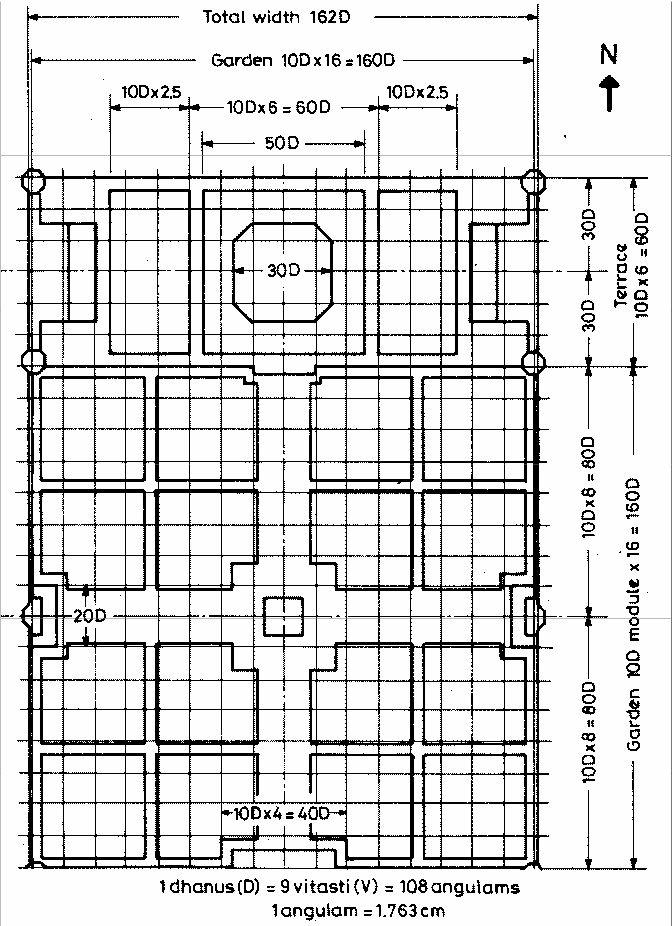 Total width 162D
Garden 10D x 16 = 160D
N
10D x 2.5
10D x 6 = 60D
10D x 2.5
50D
30D
30D
30D
Terrace
10D x 6 = 60D
10D x 8 = 80D
Garden 10D module x 16 = 160D
20D
10D x 8 = 80D
10D x 4 = 40D
1 dhanus (D) = 9 vitasti (V) = 108 angulams
1 angulam = 1.763 cm